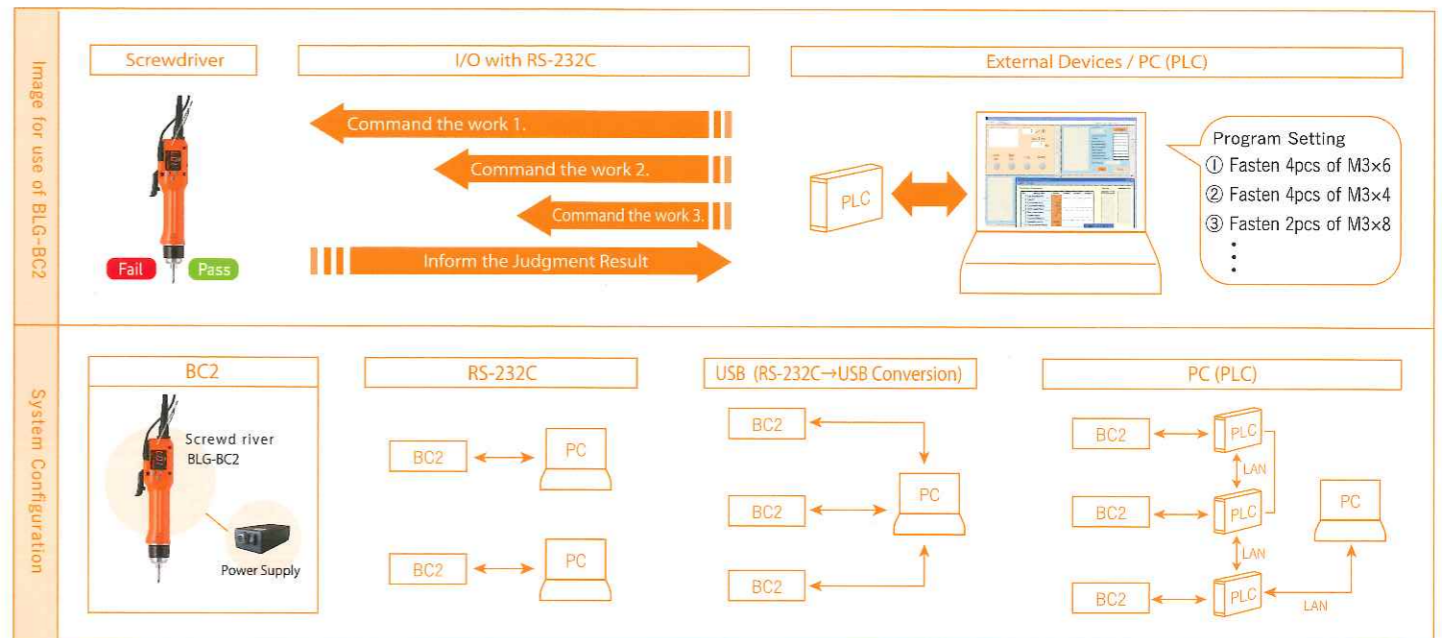 Image for use of BLG-BC2
Screwdriver
I/O with RS-232C
External Devices / PC (PLC)
Command the work 1.
Command the work 2.
Command the work 3.
Inform the Judgment Result
Fail
Pass
PLC
Program Setting
① Fasten 4pcs of M3×6
② Fasten 4pcs of M3×4
③ Fasten 2pcs of M3×8
System Configuration
BC2
Screwd river
BLG-BC2
Power Supply
RS-232C
BC2
PC
BC2
PC
USB (RS-232C→USB Conversion)
BC2
BC2
PC
BC2
PC (PLC)
BC2
PLC
LAN
BC2
PLC
PC
LAN
BC2
PLC
LAN